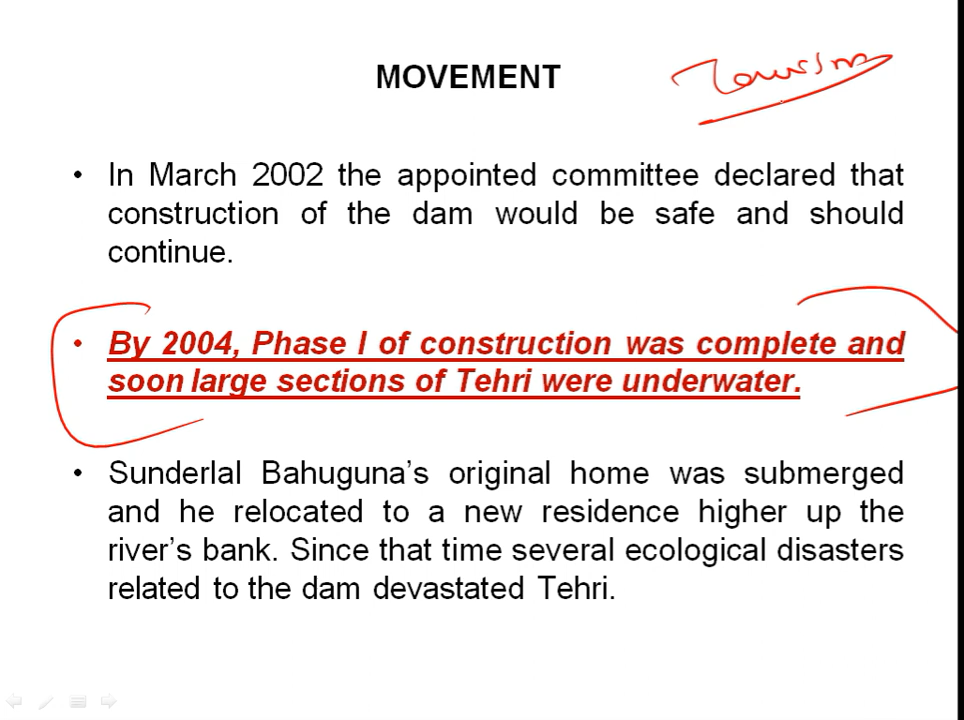 MOVEMENT
Tourism
• In March 2002 the appointed committee declared that
construction of the dam would be safe and should
continue.
• By 2004, Phase I of construction was complete and
soon large sections of Tehri were underwater.
• Sunderlal Bahuguna’s original home was submerged
and he relocated to a new residence higher up the
river’s bank. Since that time several ecological disasters
related to the dam devastated Tehri.